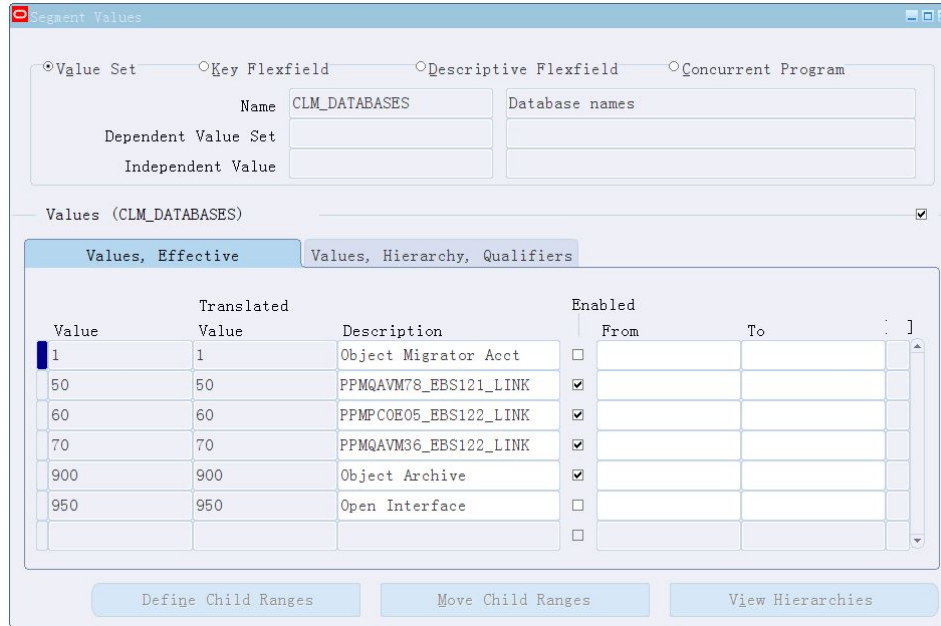 Segment Values
Value Set Key Flexfield Descriptive Flexfield Concurrent Program
Name CLM_DATABASES Database names
Dependent Value Set
Independent Value
Values (CLM_DATABASES)
Values, Effective Values, Hierarchy, Qualifiers
Translated Enabled
Value Value Description From To [ ]
1 1 Object Migrator Acct
50 50 PPMQAVM78_EBS121_LINK
60 60 PPMPCOE05_EBS122_LINK
70 70 PPMQAVM36_EBS122_LINK
900 900 Object Archive
950 950 Open Interface
Define Child Ranges Move Child Ranges View Hierarchies